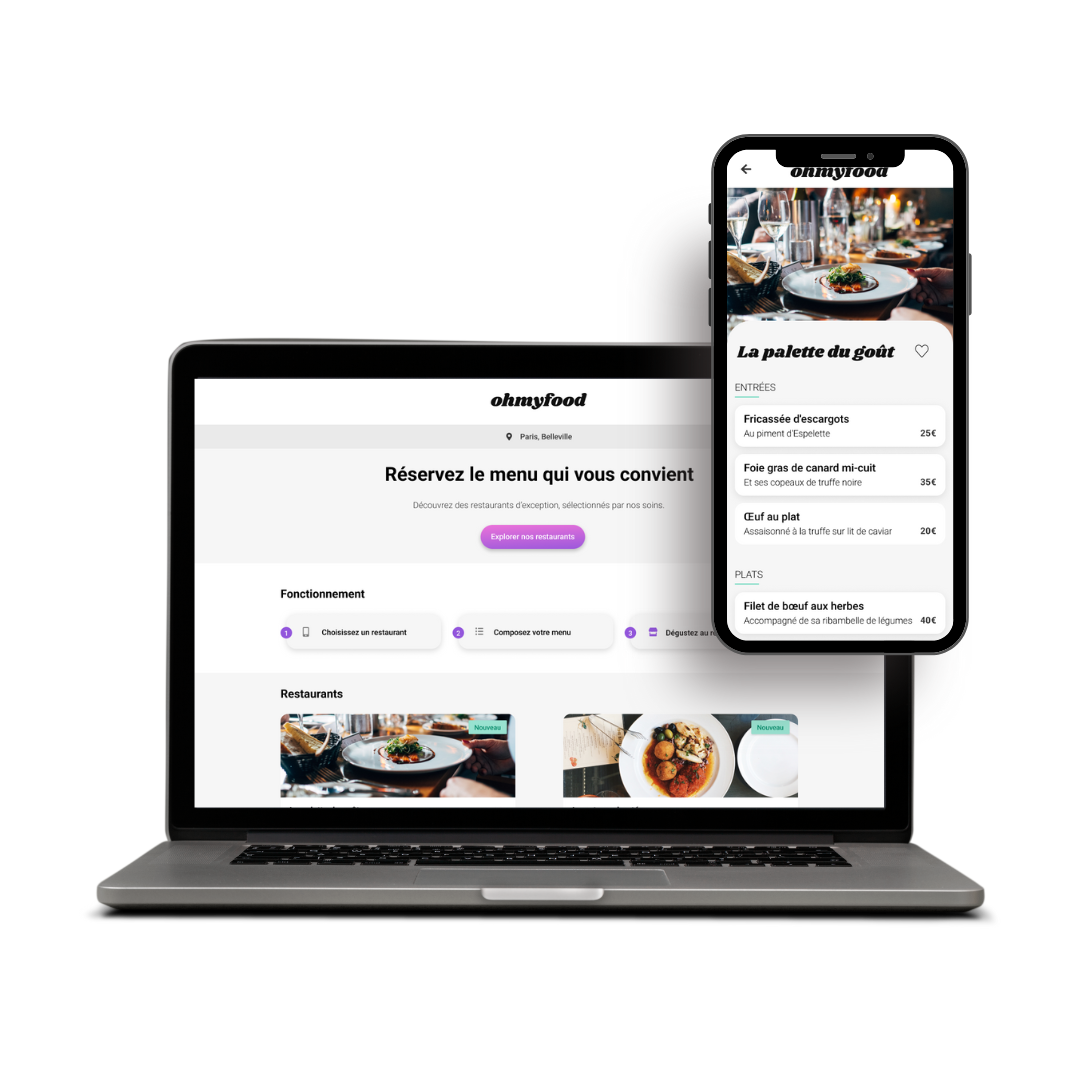 ohmyfood
Paris, Belleville
Réservez le menu qui vous convient
Découvrez des restaurants d'exception, sélectionnés par nos soins.
Explorer nos restaurants
Fonctionnement
1 Choisissez un restaurant
2 Composez votre menu
3 Dégustez au
Restaurants
Nouveau
Nouveau
ohmyfood
La palette du goût
ENTRÉES
Fricassée d'escargots
Au piment d'Espelette 25€
Foie gras de canard mi-cuit
Et ses copeaux de truffe noire 35€
Œuf au plat
Assaisonné à la truffe sur lit de caviar 20€
PLATS
Filet de bœuf aux herbes
Accompagné de sa ribambelle de légumes 40€